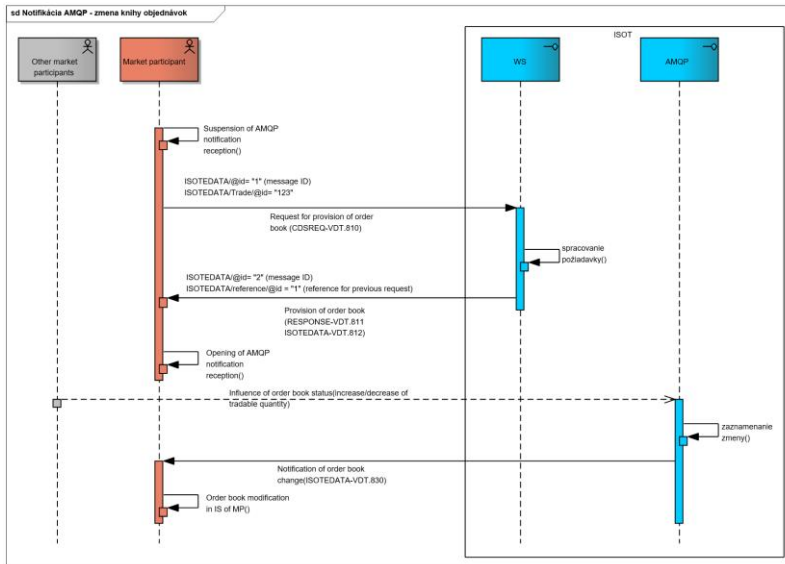 sd Notifikácia AMQP - zmena knihy objednávok
ISOT
Other market
participants
Market participant
WS
AMQP
Suspension of AMQP
notification
reception()
ISOTEDATA/@id= "1" (message ID)
ISOTEDATA/Trade/@id= "123"
Request for provision of order
book (CDSREQ-VDT.810)
spracovanie
požiadavky()
ISOTEDATA/@id= "2" (message ID)
ISOTEDATA/reference/@id = "1" (reference for previous request)
Provision of order book
(RESPONSE-VDT.811
ISOTEDATA-VDT.812)
Opening of AMQP
notification
reception()
Influence of order book status(increase/decrease of
tradable quantity)
zaznamenanie
zmeny()
Notification of order book
change(ISOTEDATA-VDT.830)
Order book modification
in IS of MP()